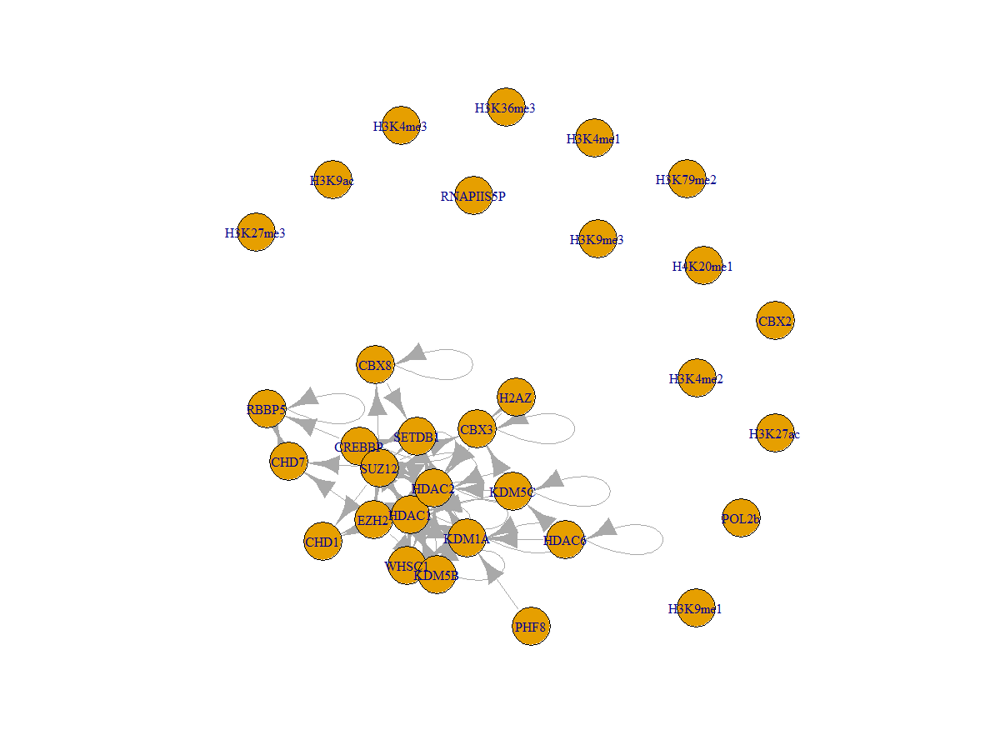 H3K36me3
H3K4me3
H3K4me1
H3K9ac
H3K79me2
RNAPIIS5P
H3K27me3
H3K9me3
H4K20me1
CBX2
CBX8
H3K4me2
H2AZ
RBBP5
CBX3
H3K27ac
SETDB1
CREBBP
CHD7
SUZ12
HDAC2
KDM5C
HDAC1
POL2b
EZH2
KDM1A
HDAC6
CHD1
WHSC1
KDM5B
H3K9me1
PHF8